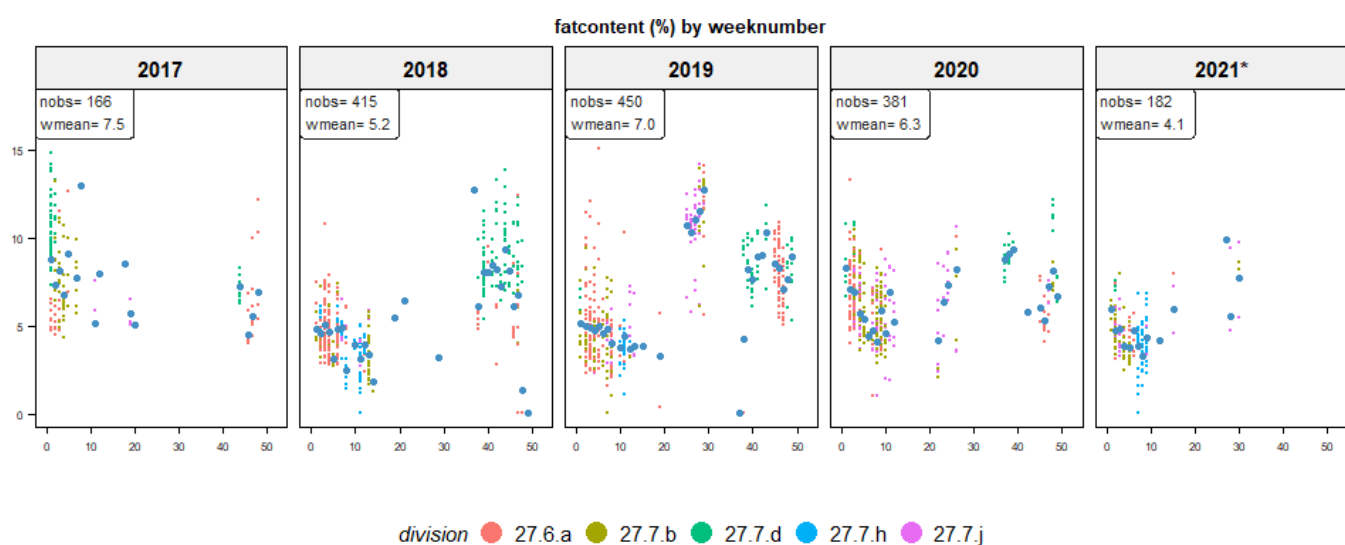 fatcontent (%) by weeknumber
2017
2018
2019
2020
2021*
nobs= 166
wmean= 7.5
nobs= 415
wmean= 5.2
nobs= 450
wmean= 7.0
nobs= 381
wmean= 6.3
nobs= 182
wmean= 4.1
15
10
5
0
0 10 20 30 40 50
0 10 20 30 40 50
0 10 20 30 40 50
0 10 20 30 40 50
0 10 20 30 40 50
division 27.6.a 27.7.b 27.7.d 27.7.h 27.7.j